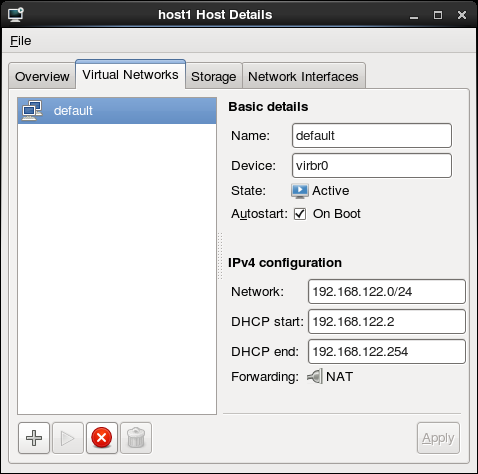 host1 Host Details
File
Overview Virtual Networks Storage Network Interfaces
default
Basic details
Name: default
Device: virbr0
State: Active
Autostart: On Boot
IPv4 configuration
Network: 192.168.122.0/24
DHCP start: 192.168.122.2
DHCP end: 192.168.122.254
Forwarding: NAT
Apply